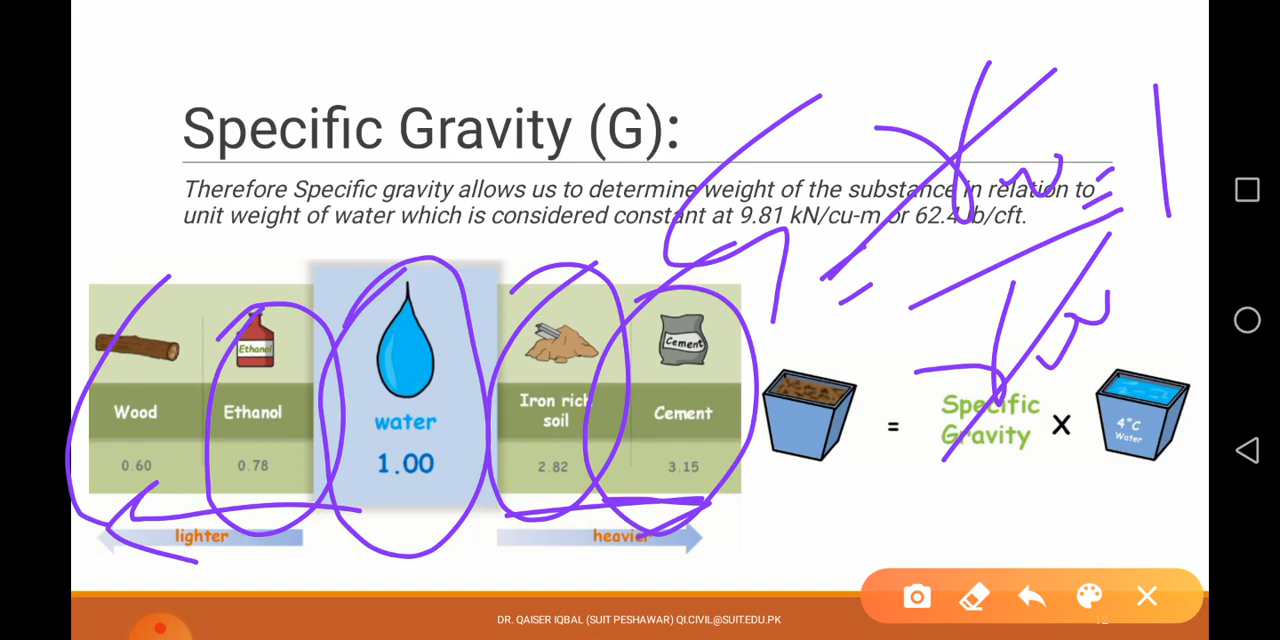 Specific Gravity (G):
Therefore Specific gravity allows us to determine weight of the substance in relation to
unit weight of water which is considered constant at 9.81 kN/cu-m or 62.4 lb/cft.
Ethanol
Cement
Wood
Ethanol
water
Iron rich
soil
Cement
0.60
0.78
1.00
2.82
3.15
=
Specific
Gravity
X
4°C
Water
lighter
heavier
DR. QAISER IQBAL (SUIT PESHAWAR) QI.CIVIL@SUIT.EDU.PK